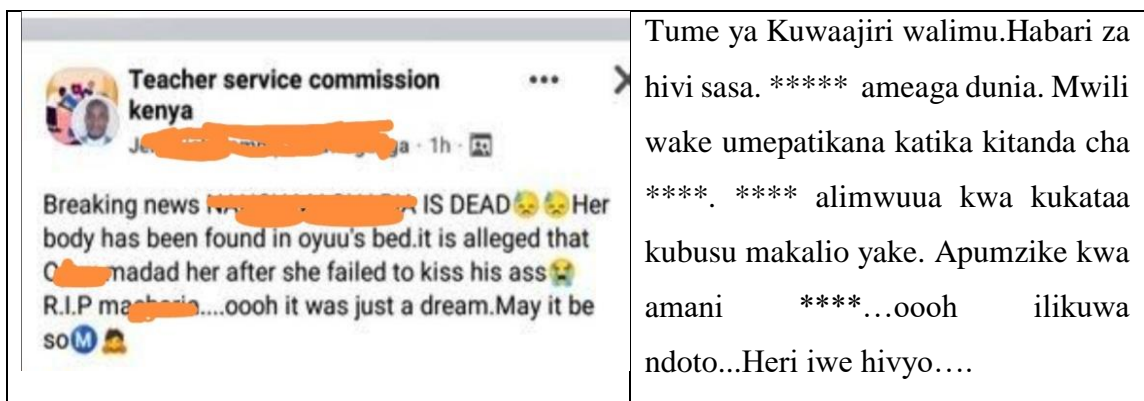 Teacher service commission
kenya
1h
Breaking news IS DEAD😓😓Her
body has been found in oyuu's bed.it is alleged that
madad her after she failed to kiss his ass😭
R.I.P ....oooh it was just a dream.May it be
soⓂ️🙇
Tume ya Kuwaajiri walimu.Habari za
hivi sasa. ***** ameaga dunia. Mwili
wake umepatikana katika kitanda cha
****. **** alimwuua kwa kukataa
kubusu makalio yake. Apumzike kwa
amani ****…oooh ilikuwa
ndoto...Heri iwe hivyo….